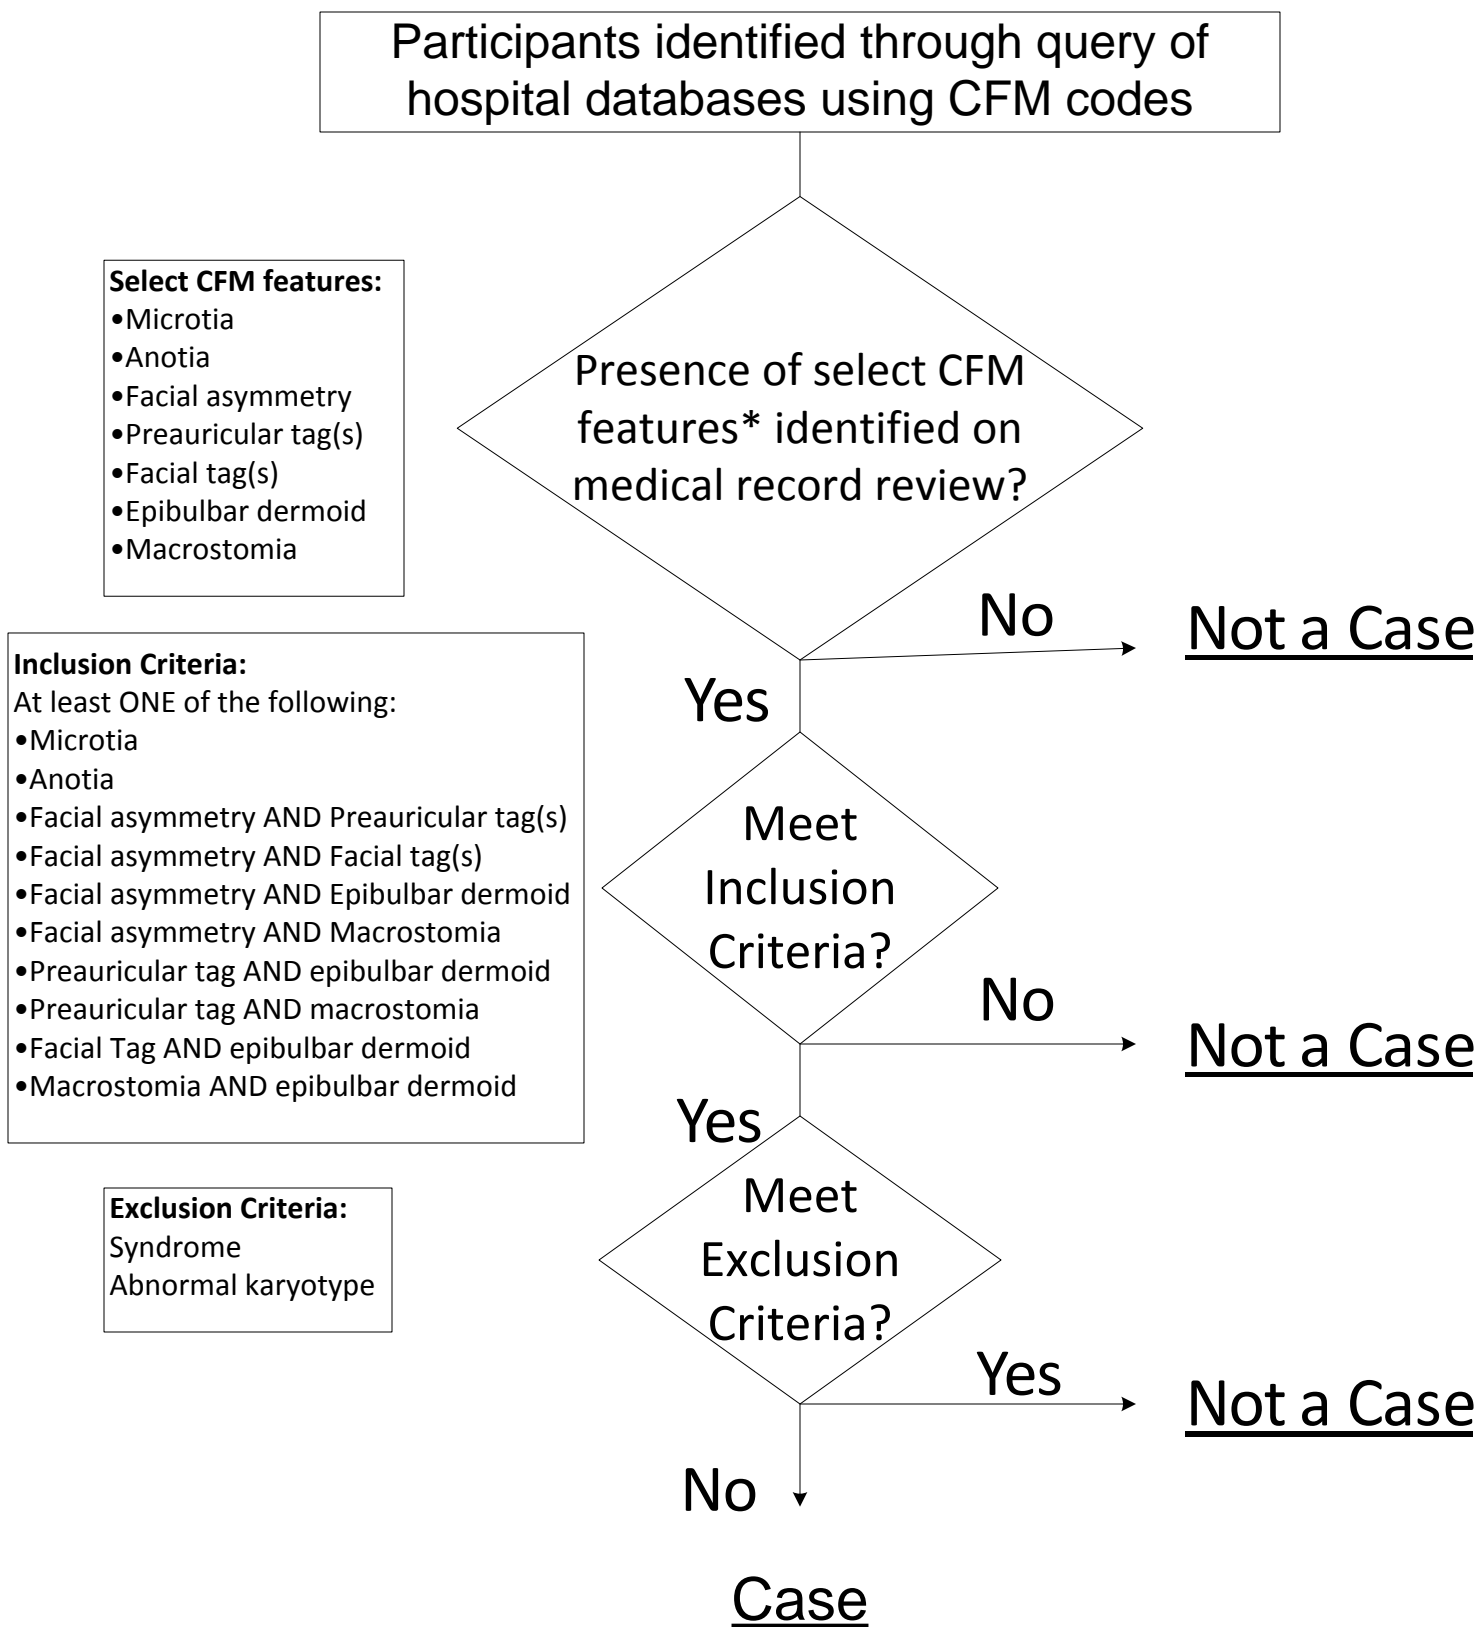 Participants identified through query of
hospital databases using CFM codes
Select CFM features:
•Microtia
•Anotia
•Facial asymmetry
•Preauricular tag(s)
•Facial tag(s)
•Epibulbar dermoid
•Macrostomia
Presence of select CFM
features* identified on
medical record review?
No
Not a Case
Yes
Inclusion Criteria:
At least ONE of the following:
•Microtia
•Anotia
•Facial asymmetry AND Preauricular tag(s)
•Facial asymmetry AND Facial tag(s)
•Facial asymmetry AND Epibulbar dermoid
•Facial asymmetry AND Macrostomia
•Preauricular tag AND epibulbar dermoid
•Preauricular tag AND macrostomia
•Facial Tag AND epibulbar dermoid
•Macrostomia AND epibulbar dermoid
Meet
Inclusion
Criteria?
No
Not a Case
Yes
Exclusion Criteria:
Syndrome
Abnormal karyotype
Meet
Exclusion
Criteria?
Yes
Not a Case
No
Case